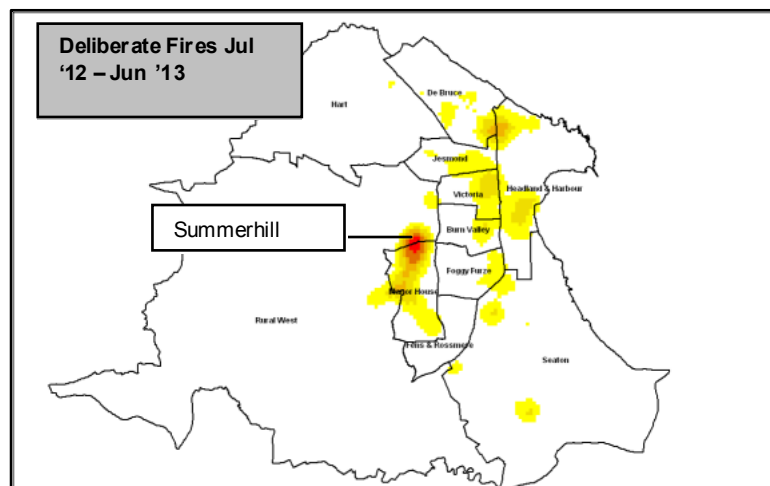 Deliberate Fires Jul
‘12 – Jun ’13
De Bruce
Hart
Jesmond
Victoria
Headland & Harbour
Summerhill
Burn Valley
Foggy Furze
Manor House
Rural West
Fens & Rossmere
Seaton